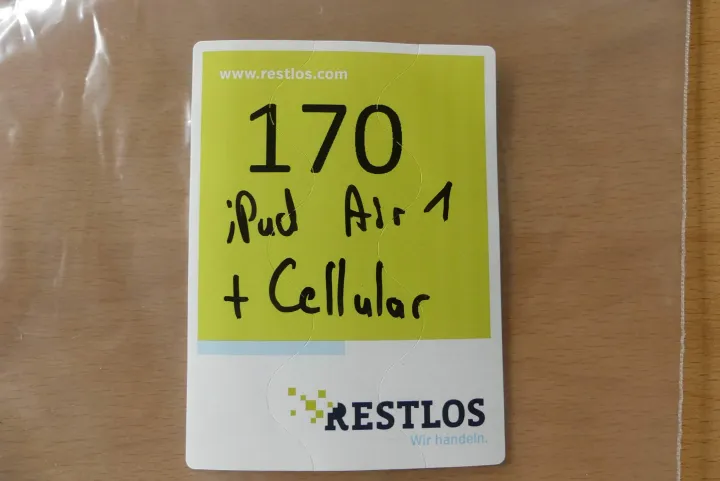 www.restlos.com
170
iPad Air 1
+ Cellular
RESTLOS
Wir handeln.